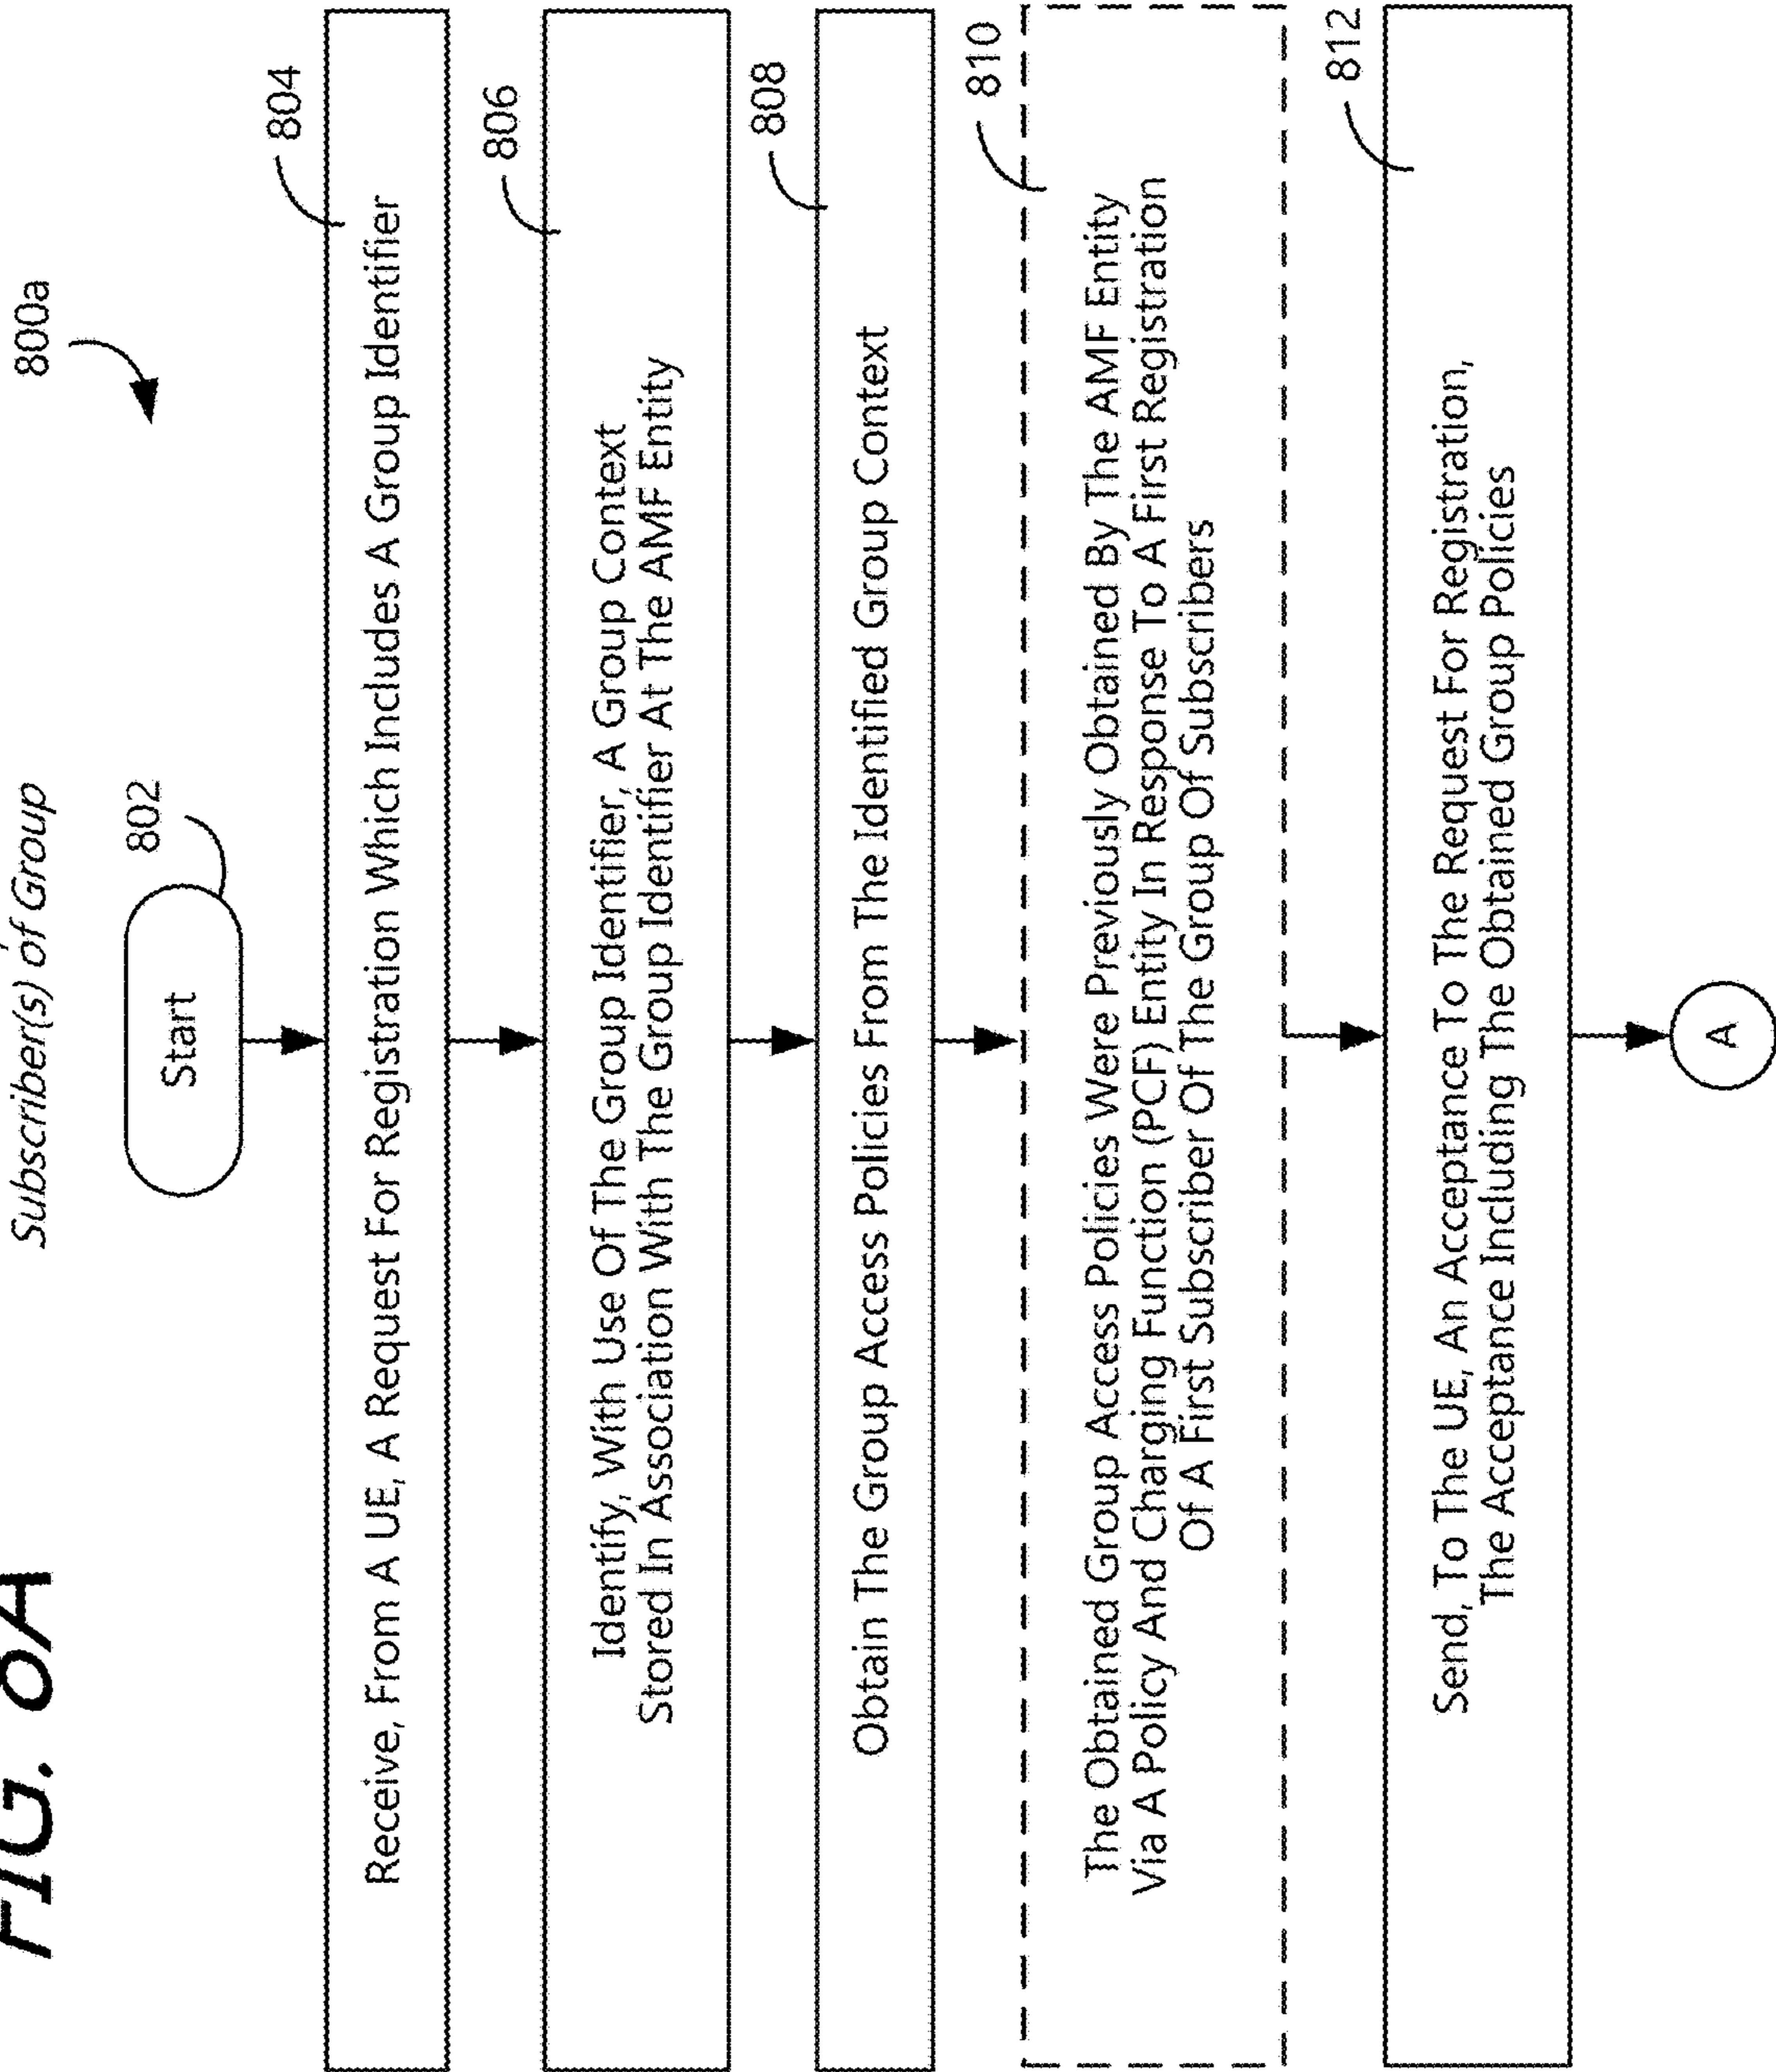 FIG. 8A
Subscriber(s) of Group
800a
802
Start
804
Receive, From A UE, A Request For Registration Which Includes A Group Identifier
806
Identify, With Use Of The Group Identifier, A Group Context
Stored In Association With The Group Identifier At The AMF Entity
808
Obtain The Group Access Policies From The Identified Group Context
810
The Obtained Group Access Policies Were Previously Obtained By The AMF Entity
Via A Policy And Charging Function (PCF) Entity In Response To A First Registration
Of A First Subscriber Of The Group Of Subscribers
812
Send, To The UE, An Acceptance To The Request For Registration,
The Acceptance Including The Obtained Group Policies
A